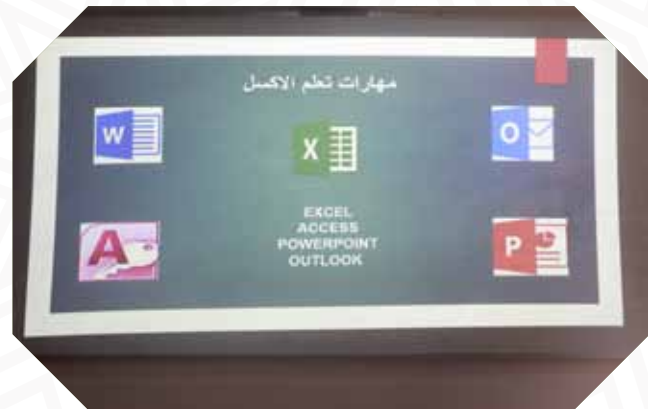 مهارات تعلم الاكسل
W
X
O
A
P
EXCEL
ACCESS
POWERPOINT
OUTLOOK